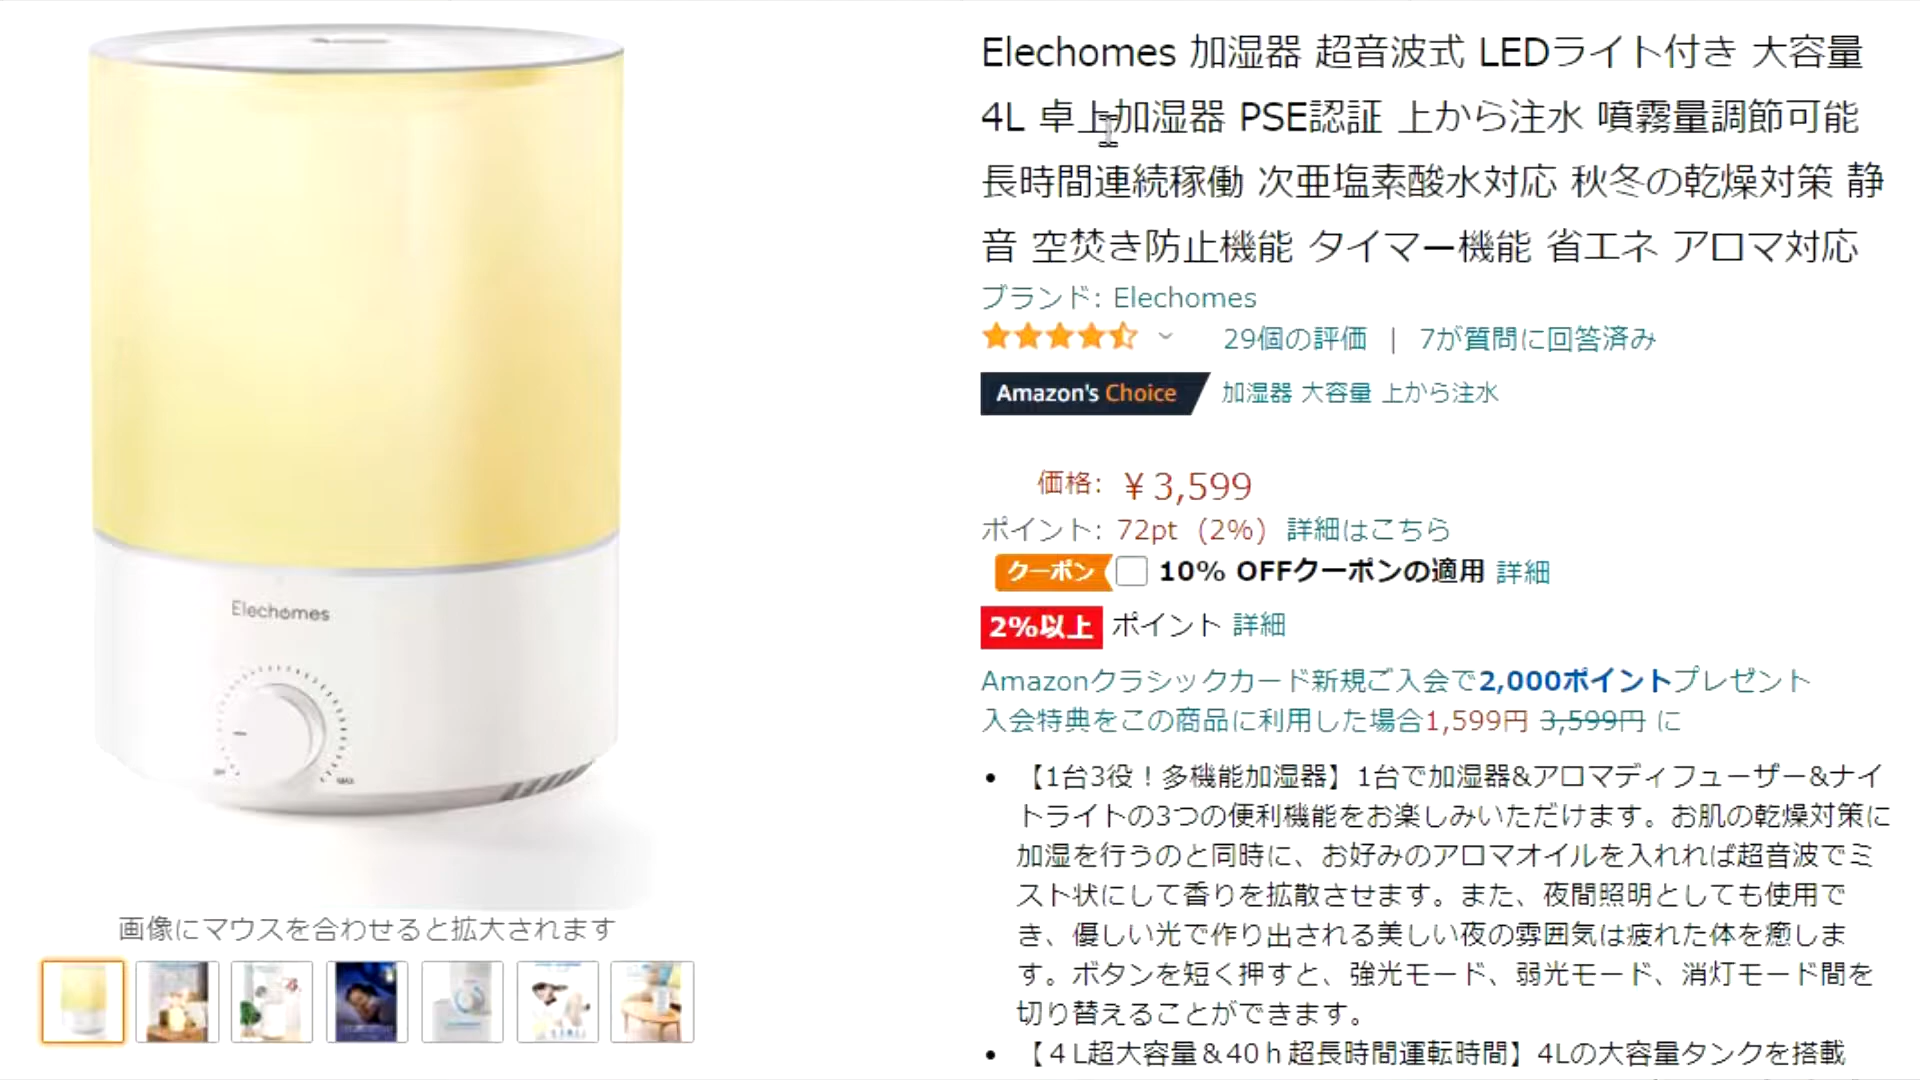 Elechomes 加湿器 超音波式 LEDライト付き 大容量
4L 卓上加湿器 PSE認証 上から注水 噴霧量調節可能
長時間連続稼働 次亜塩素酸水対応 秋冬の乾燥対策 静
音 空焚き防止機能 タイマー機能 省エネ アロマ対応
ブランド: Elechomes
29個の評価 | 7が質問に回答済み
Amazon's Choice 加湿器 大容量 上から注水
価格: ￥3,599
ポイント: 72pt (2%) 詳細はこちら
クーポン 10% OFFクーポンの適用 詳細
2%以上 ポイント 詳細
Amazonクラシックカード新規ご入会で2,000ポイントプレゼント
入会特典をこの商品に利用した場合1,599円 3,599円 に
• 【1台3役！多機能加湿器】1台で加湿器&アロマディフューザー&ナイ
トライトの3つの便利機能をお楽しみいただけます。お肌の乾燥対策に
加湿を行うのと同時に、お好みのアロマオイルを入れれば超音波でミ
スト状にして香りを拡散させます。また、夜間照明としても使用で
き、優しい光で作り出される美しい夜の雰囲気は疲れた体を癒しま
す。ボタンを短く押すと、強光モード、弱光モード、消灯モード間を
切り替えることができます。
• 【４L超大容量＆40ｈ超長時間運転時間】4Lの大容量タンクを搭載
Elechomes
MAX
画像にマウスを合わせると拡大されます